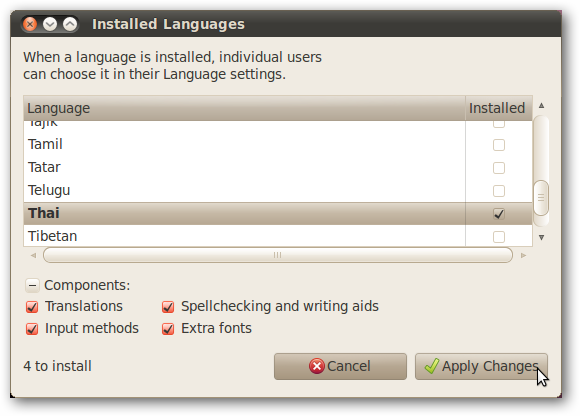 Installed Languages
When a language is installed, individual users
can choose it in their Language settings.
Language Installed
Tajik
Tamil
Tatar
Telugu
Thai
Tibetan
Components:
Translations Spellchecking and writing aids
Input methods Extra fonts
4 to install Cancel Apply Changes